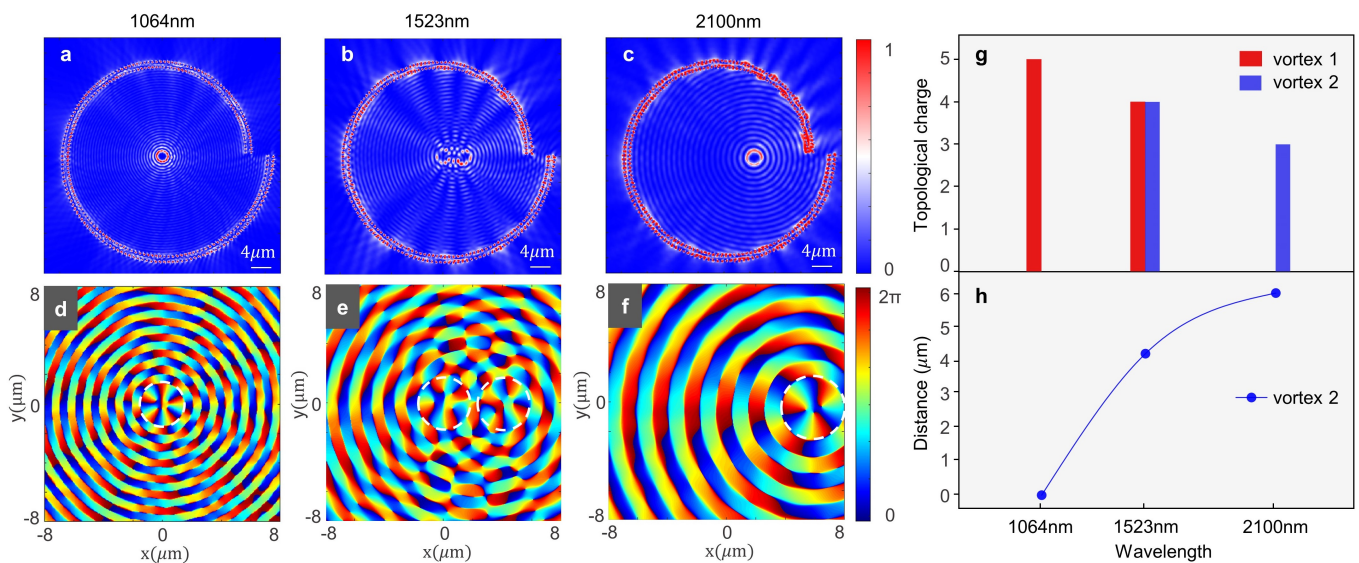 1064nm
1523nm
2100nm
a
4μm
b
4μm
c
4μm
1
0
d
8
0
-8
y(μm)
-8
0
8
x(μm)
e
8
0
-8
y(μm)
-8
0
8
x(μm)
f
8
0
-8
y(μm)
-8
0
8
x(μm)
2π
0
g
vortex 1
vortex 2
Topological charge
5
4
3
2
1
0
h
vortex 2
Distance (μm)
6
5
4
3
2
1
0
1064nm
1523nm
2100nm
Wavelength